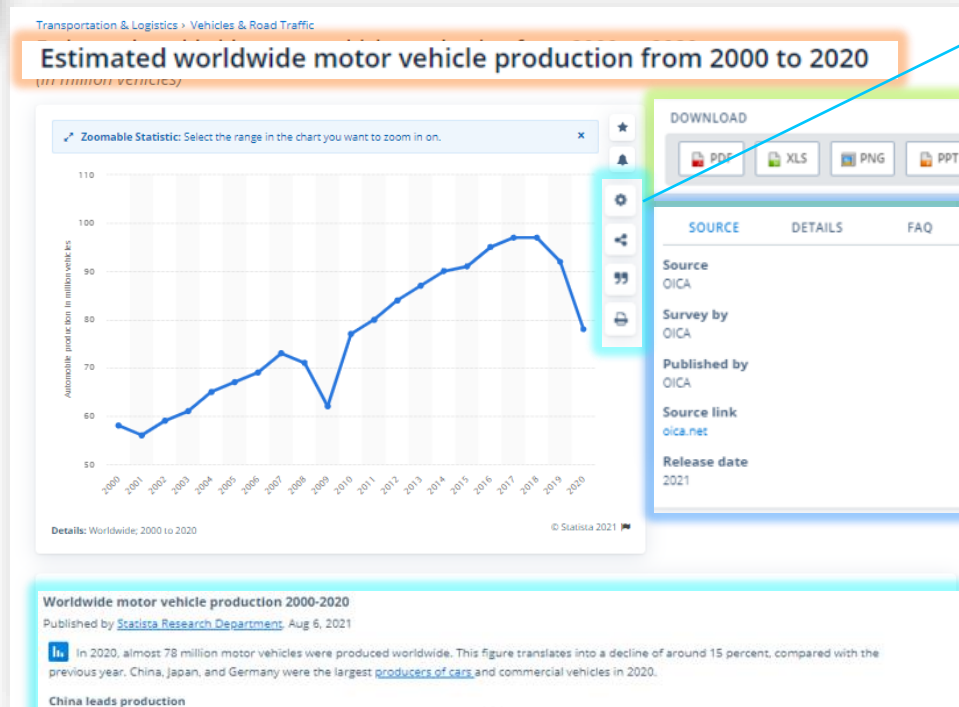 Transportation & Logistics › Vehicles & Road Traffic
Estimated worldwide motor vehicle production from 2000 to 2020
(in million vehicles)
Zoomable Statistic: Select the range in the chart you want to zoom in on. ×
110
100
90
80
70
60
50
Automobile production in million vehicles
2000 2001 2002 2003 2004 2005 2006 2007 2008 2009 2010 2011 2012 2013 2014 2015 2016 2017 2018 2019 2020
Details: Worldwide; 2000 to 2020
© Statista 2021
DOWNLOAD
PDF XLS PNG PPT
SOURCE DETAILS FAQ
Source
OICA
Survey by
OICA
Published by
OICA
Source link
oica.net
Release date
2021
Worldwide motor vehicle production 2000-2020
Published by Statista Research Department, Aug 6, 2021
In 2020, almost 78 million motor vehicles were produced worldwide. This figure translates into a decline of around 15 percent, compared with the
previous year. China, Japan, and Germany were the largest producers of cars and commercial vehicles in 2020.
China leads production